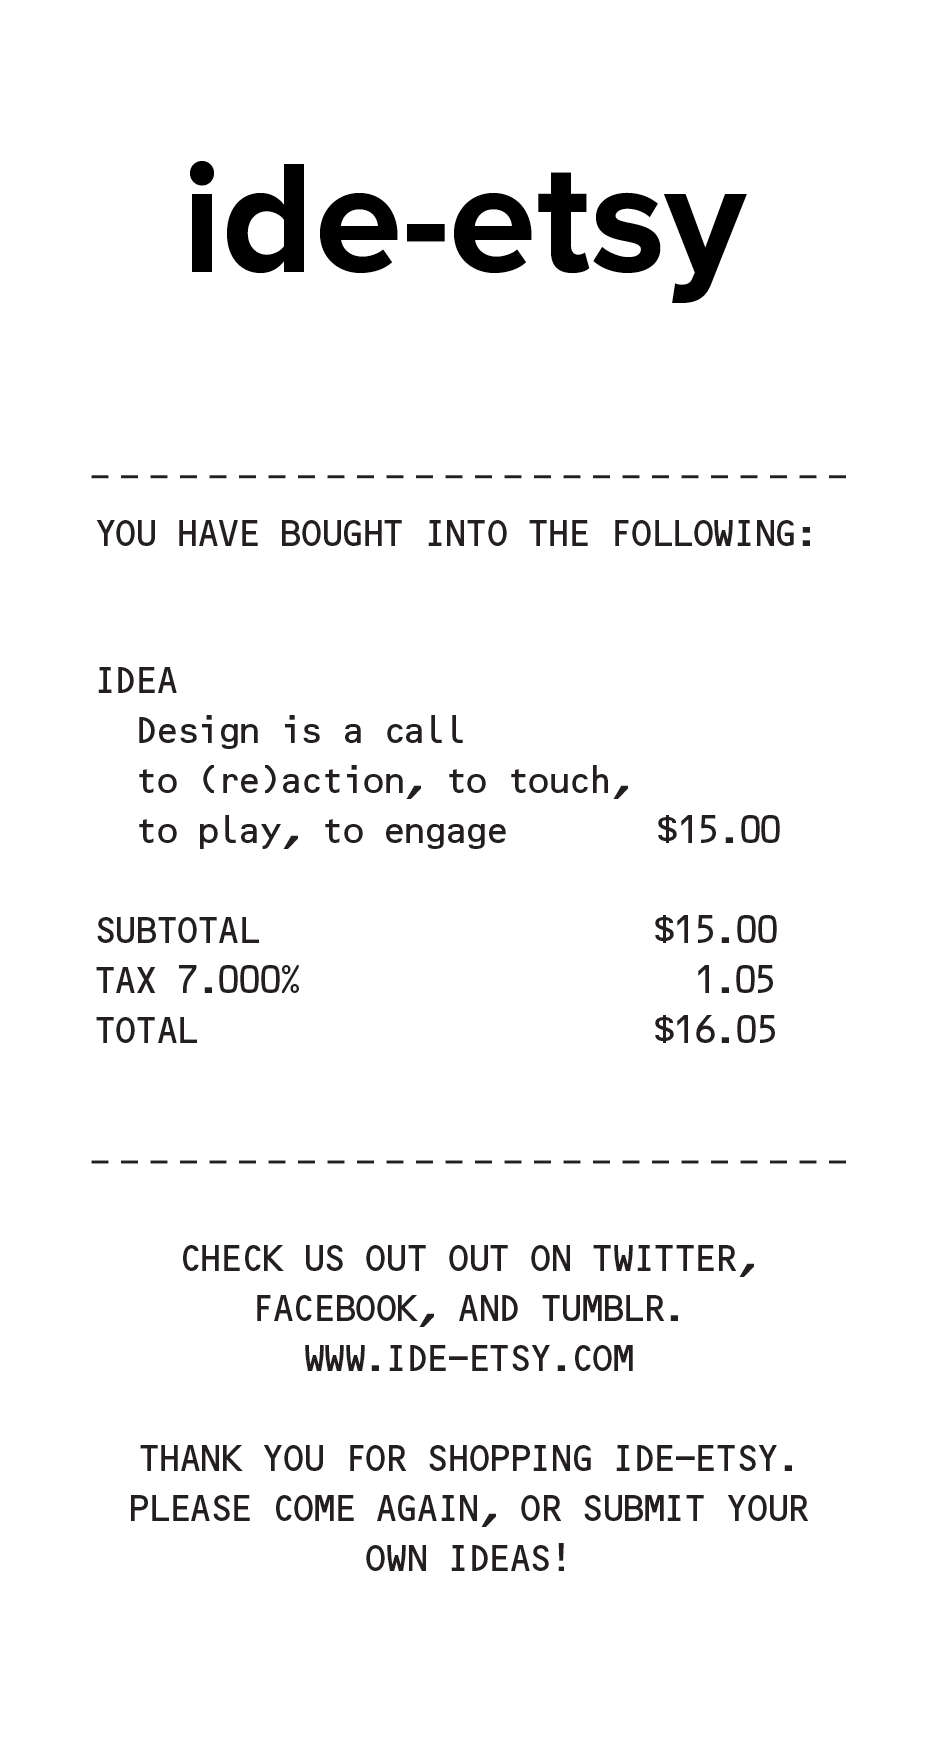 ide-etsy
YOU HAVE BOUGHT INTO THE FOLLOWING:
IDEA
Design is a call
to (re)action, to touch,
to play, to engage $15.00
SUBTOTAL $15.00
TAX 7.000% 1.05
TOTAL $16.05
CHECK US OUT OUT ON TWITTER,
FACEBOOK, AND TUMBLR.
WWW.IDE-ETSY.COM
THANK YOU FOR SHOPPING IDE-ETSY.
PLEASE COME AGAIN, OR SUBMIT YOUR
OWN IDEAS!